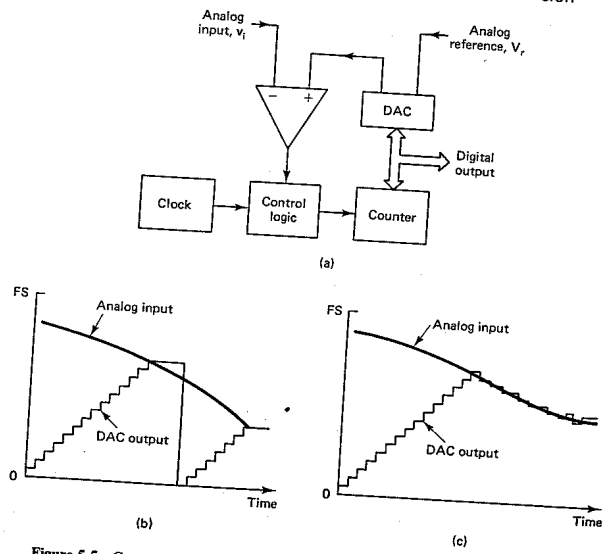 Analog
input, vᵢ
Analog
reference, Vᵣ
− +
DAC
Digital
output
Clock
Control
logic
Counter
(a)
FS
Analog input
DAC output
0
Time
(b)
FS
Analog input
DAC output
0
Time
(c)
Figure 5.5